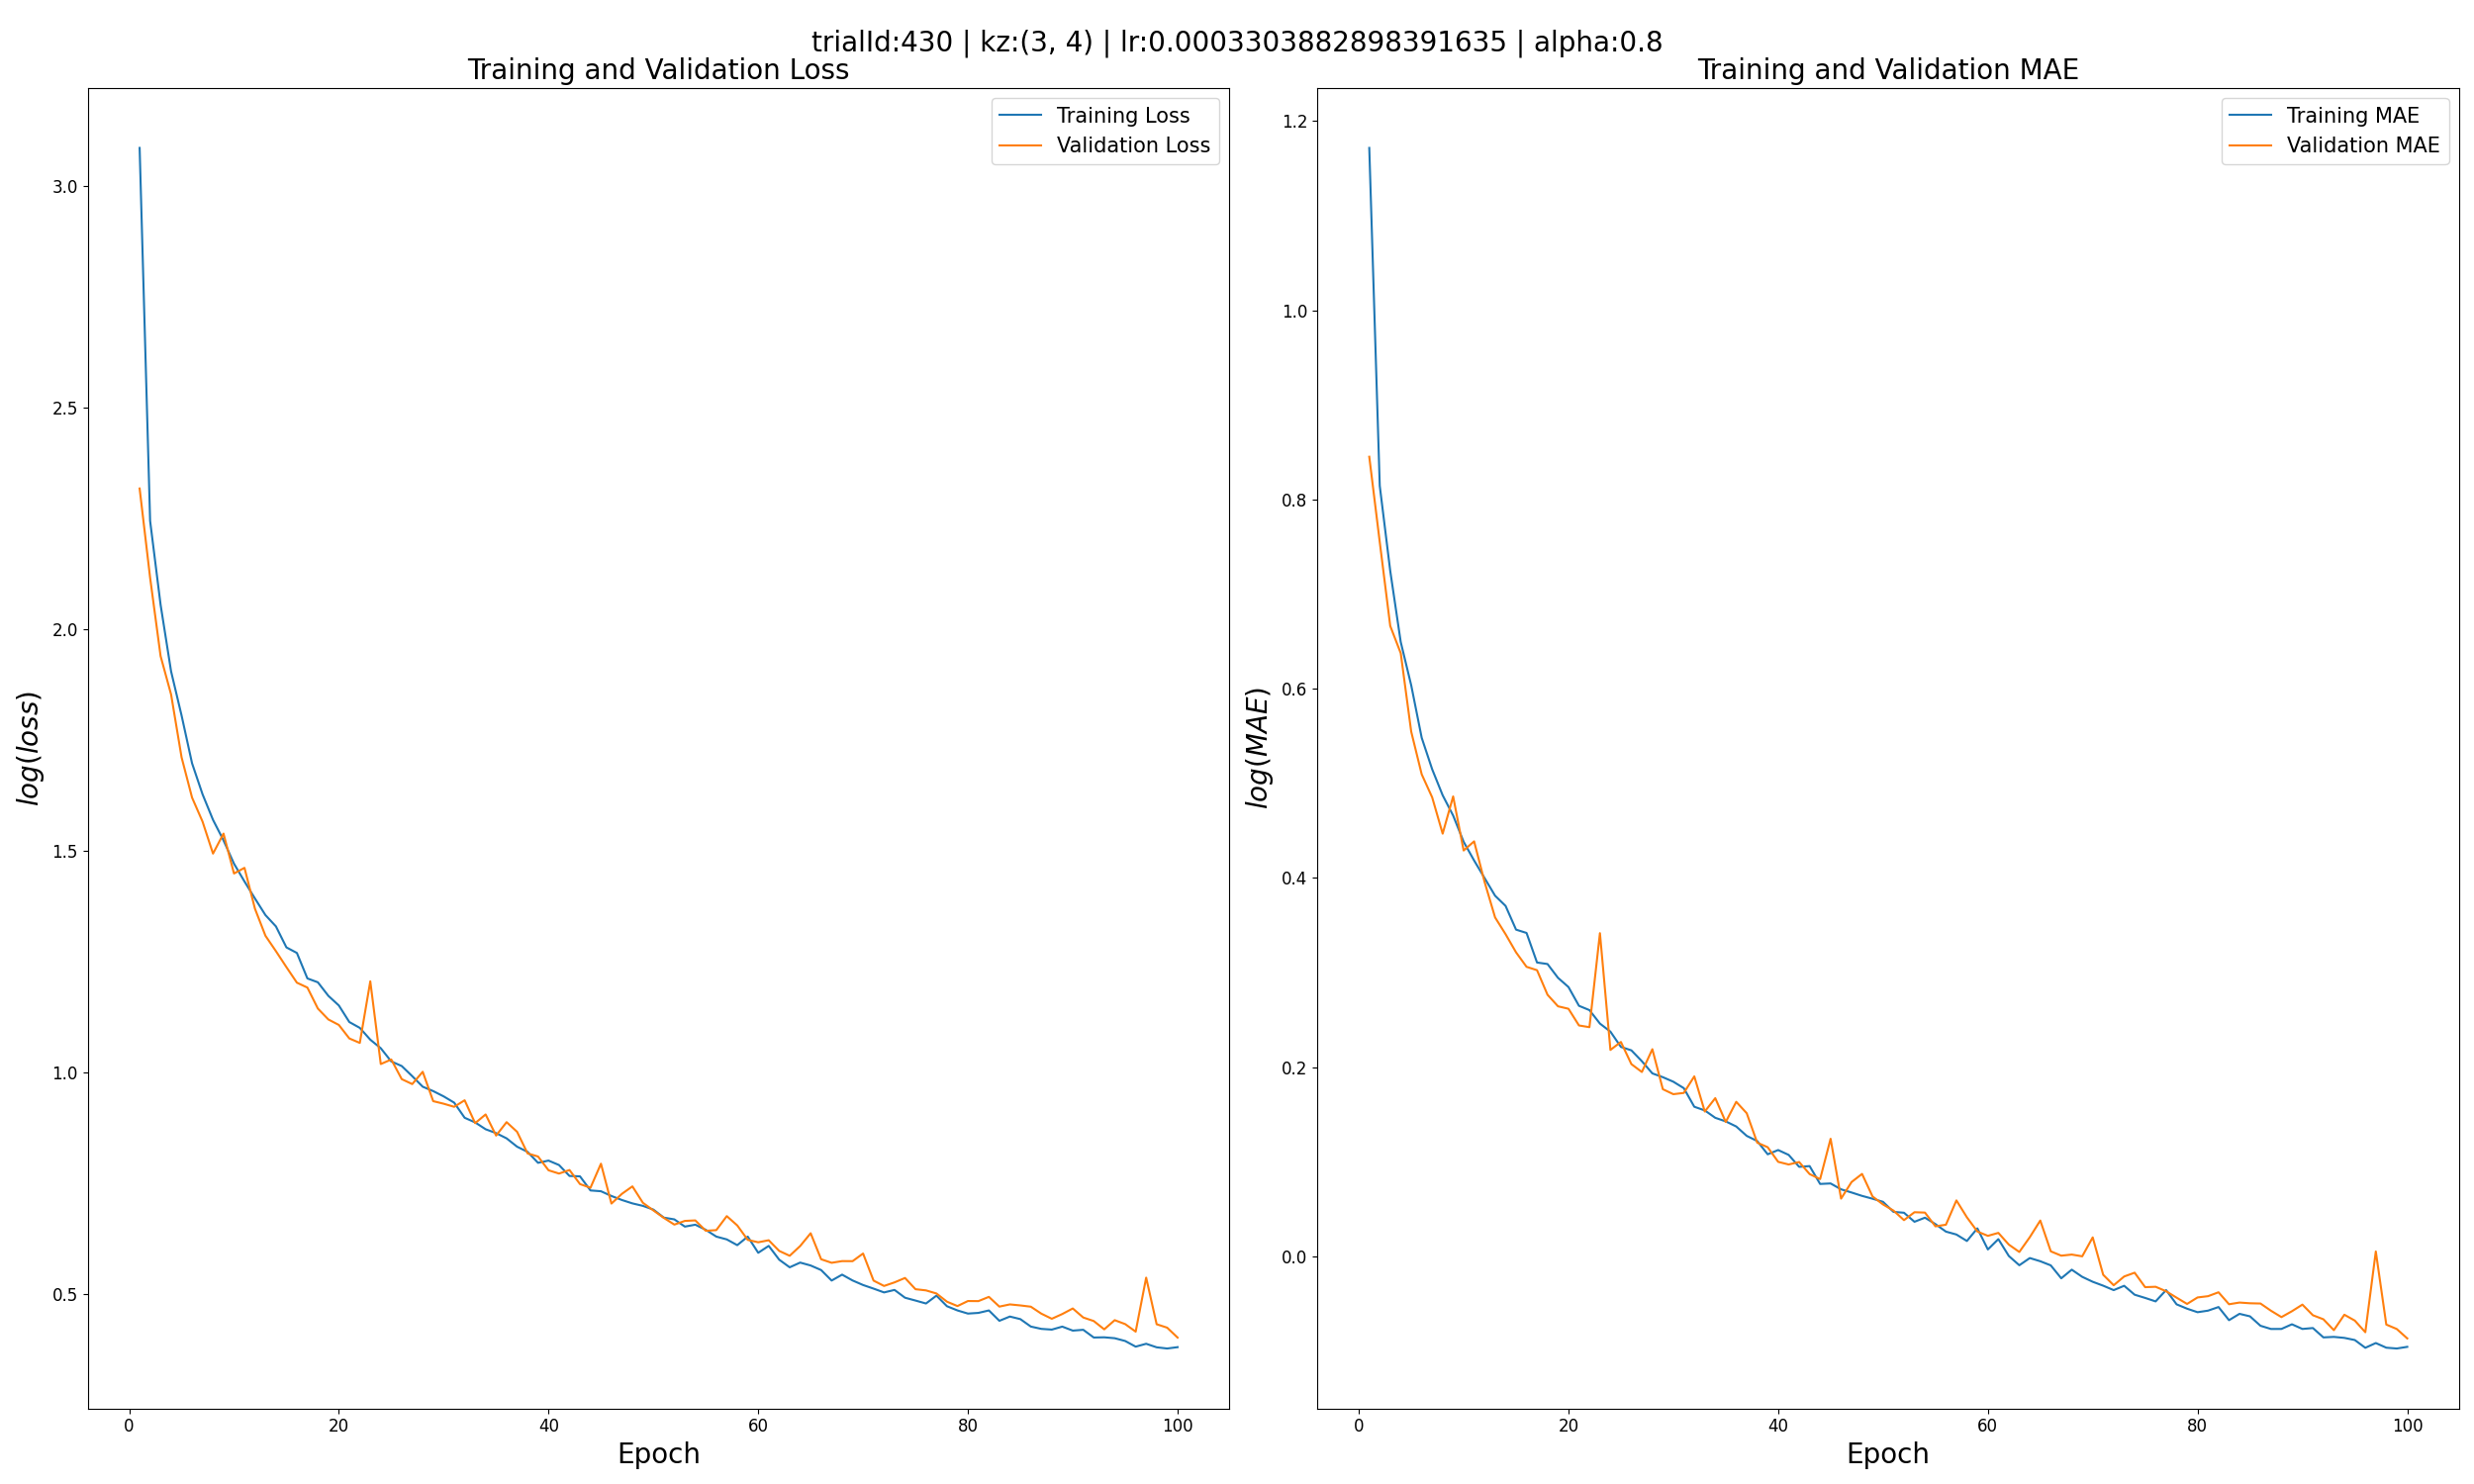 trialId:430 | kz:(3, 4) | lr:0.0003303882898391635 | alpha:0.8
Training and Validation Loss
Training Loss
Validation Loss
3.0
2.5
2.0
1.5
1.0
0.5
log(loss)
0 20 40 60 80 100
Epoch
Training and Validation MAE
Training MAE
Validation MAE
1.2
1.0
0.8
0.6
0.4
0.2
0.0
log(MAE)
0 20 40 60 80 100
Epoch